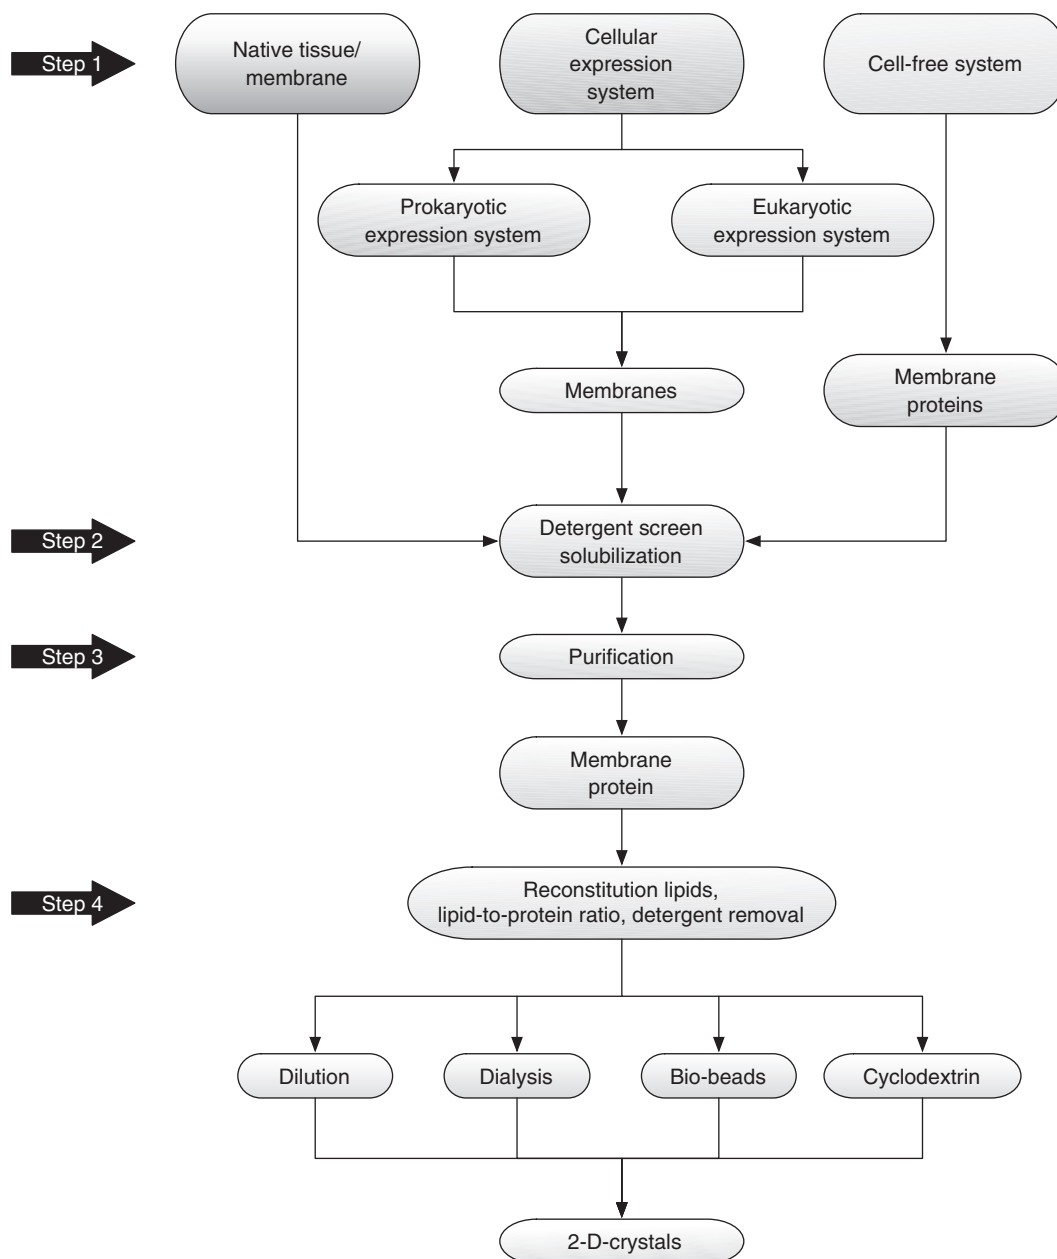 Step 1
Native tissue/
membrane
Cellular
expression
system
Cell-free system
Prokaryotic
expression system
Eukaryotic
expression system
Membranes
Membrane
proteins
Step 2
Detergent screen
solubilization
Step 3
Purification
Membrane
protein
Step 4
Reconstitution lipids,
lipid-to-protein ratio, detergent removal
Dilution
Dialysis
Bio-beads
Cyclodextrin
2-D-crystals